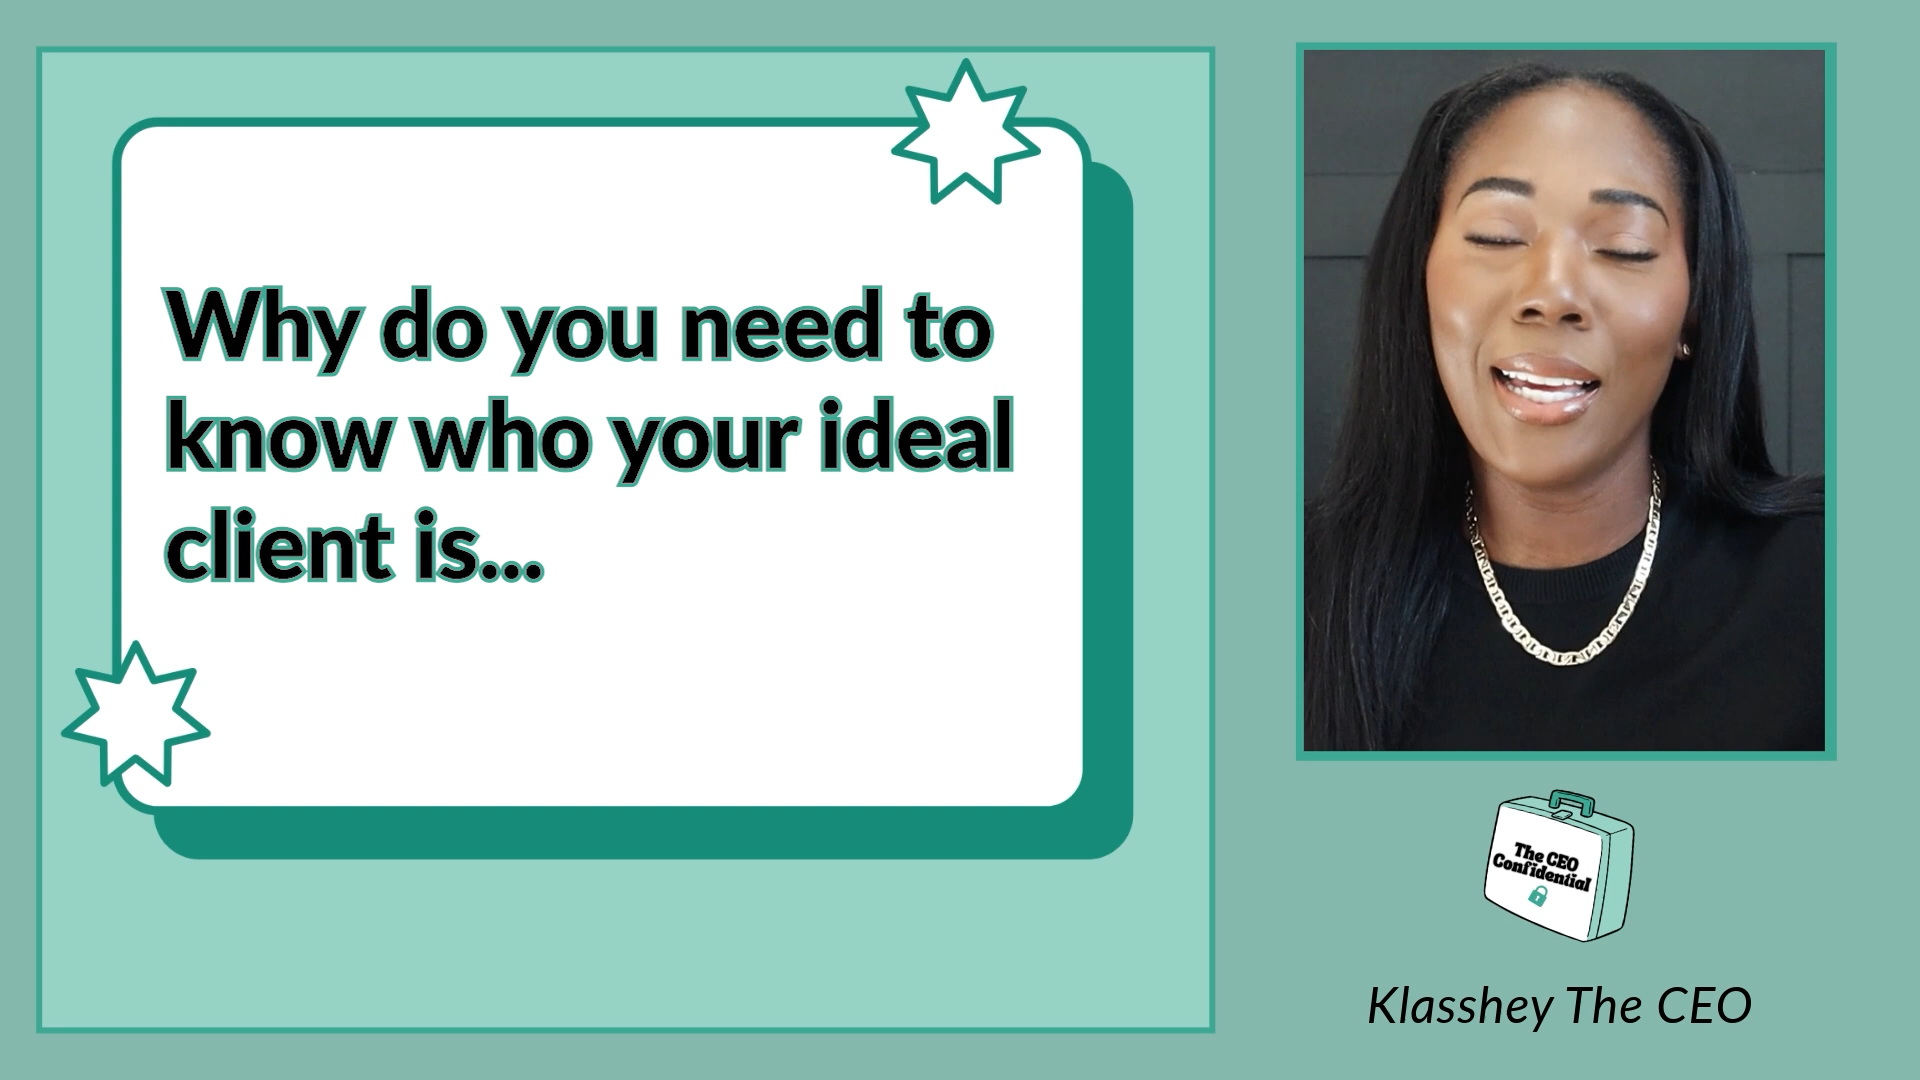 Why do you need to
know who your ideal
client is...
The CEO
Confidential
Klasshey The CEO